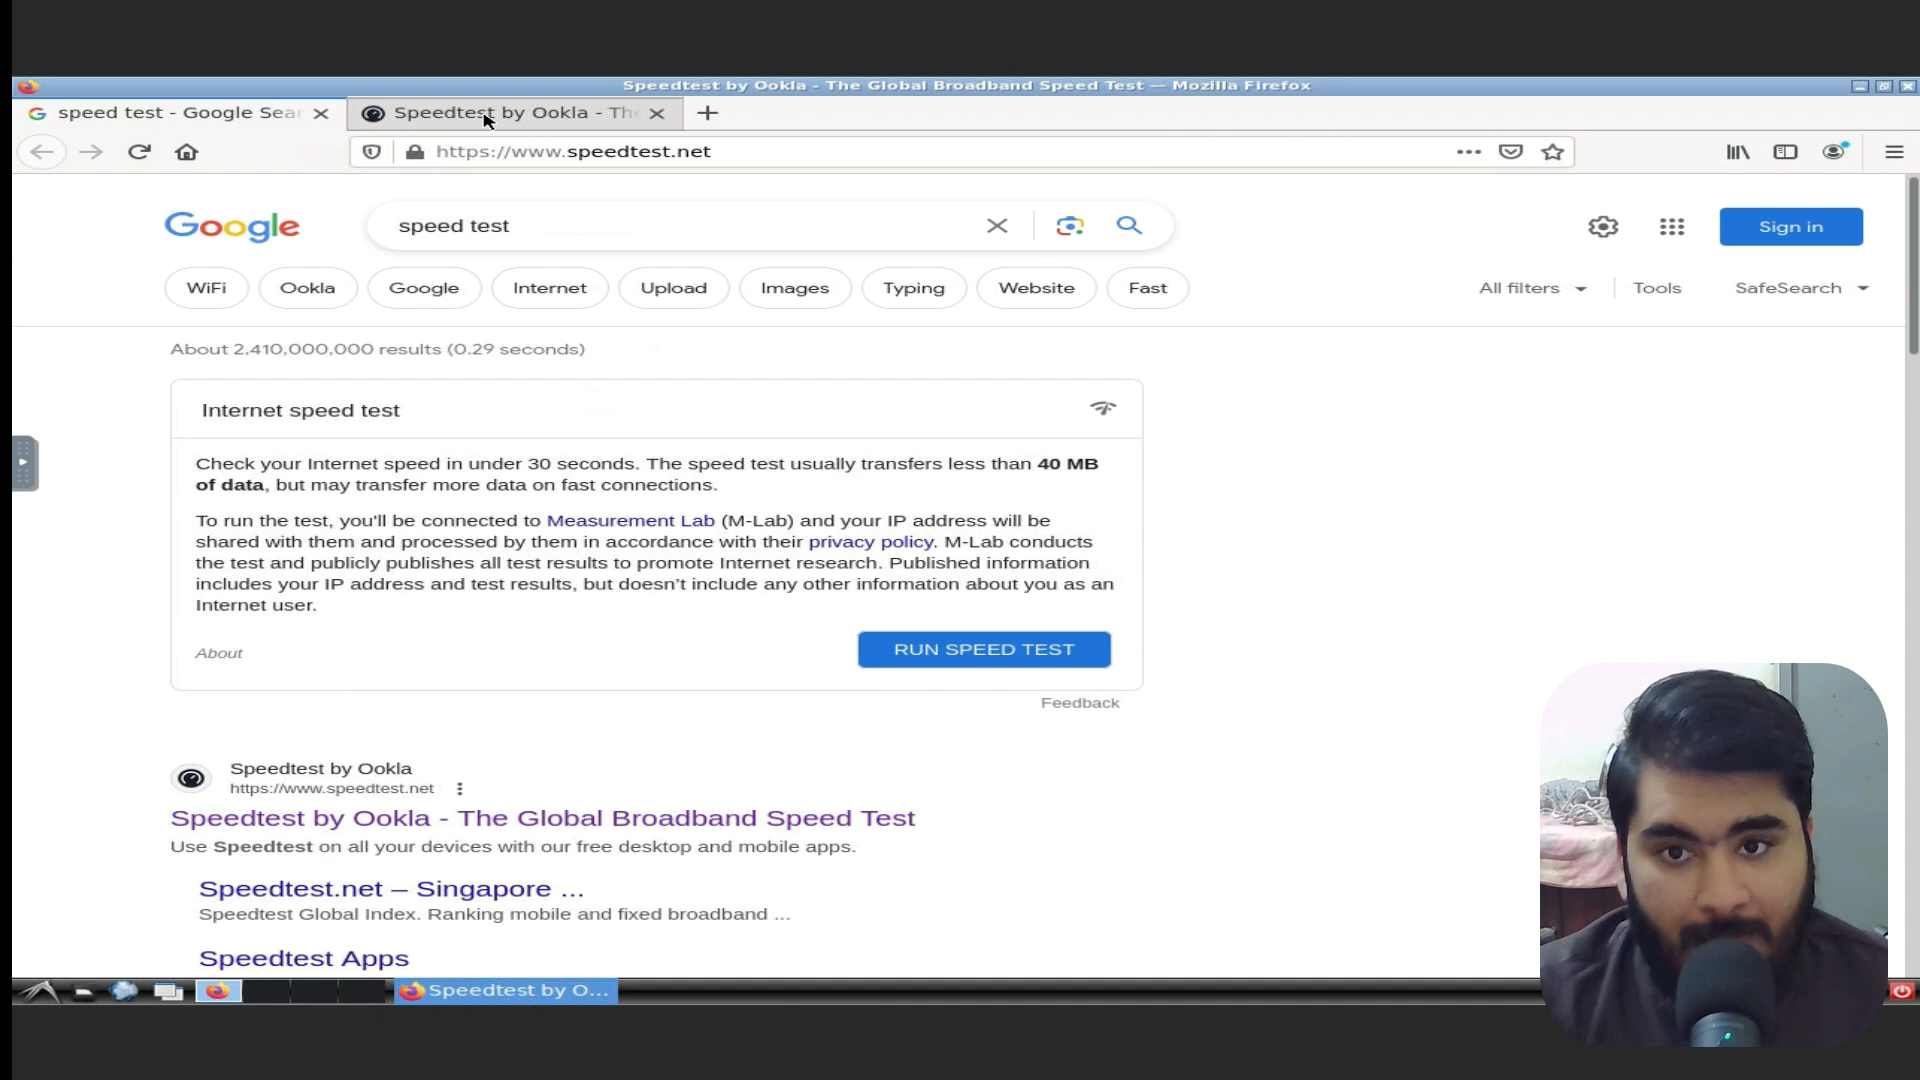 Speedtest by Ookla - The Global Broadband Speed Test — Mozilla Firefox
speed test - Google Sea
Speedtest by Ookla - The
https://www.speedtest.net
Google
speed test
Sign in
WiFi
Ookla
Google
Internet
Upload
Images
Typing
Website
Fast
All filters
Tools
SafeSearch
About 2,410,000,000 results (0.29 seconds)
Internet speed test
Check your Internet speed in under 30 seconds. The speed test usually transfers less than 40 MB
of data, but may transfer more data on fast connections.
To run the test, you'll be connected to Measurement Lab (M-Lab) and your IP address will be
shared with them and processed by them in accordance with their privacy policy. M-Lab conducts
the test and publicly publishes all test results to promote Internet research. Published information
includes your IP address and test results, but doesn't include any other information about you as an
Internet user.
About
RUN SPEED TEST
Feedback
Speedtest by Ookla
https://www.speedtest.net
Speedtest by Ookla - The Global Broadband Speed Test
Use Speedtest on all your devices with our free desktop and mobile apps.
Speedtest.net – Singapore ...
Speedtest Global Index. Ranking mobile and fixed broadband ...
Speedtest Apps
Speedtest by O...